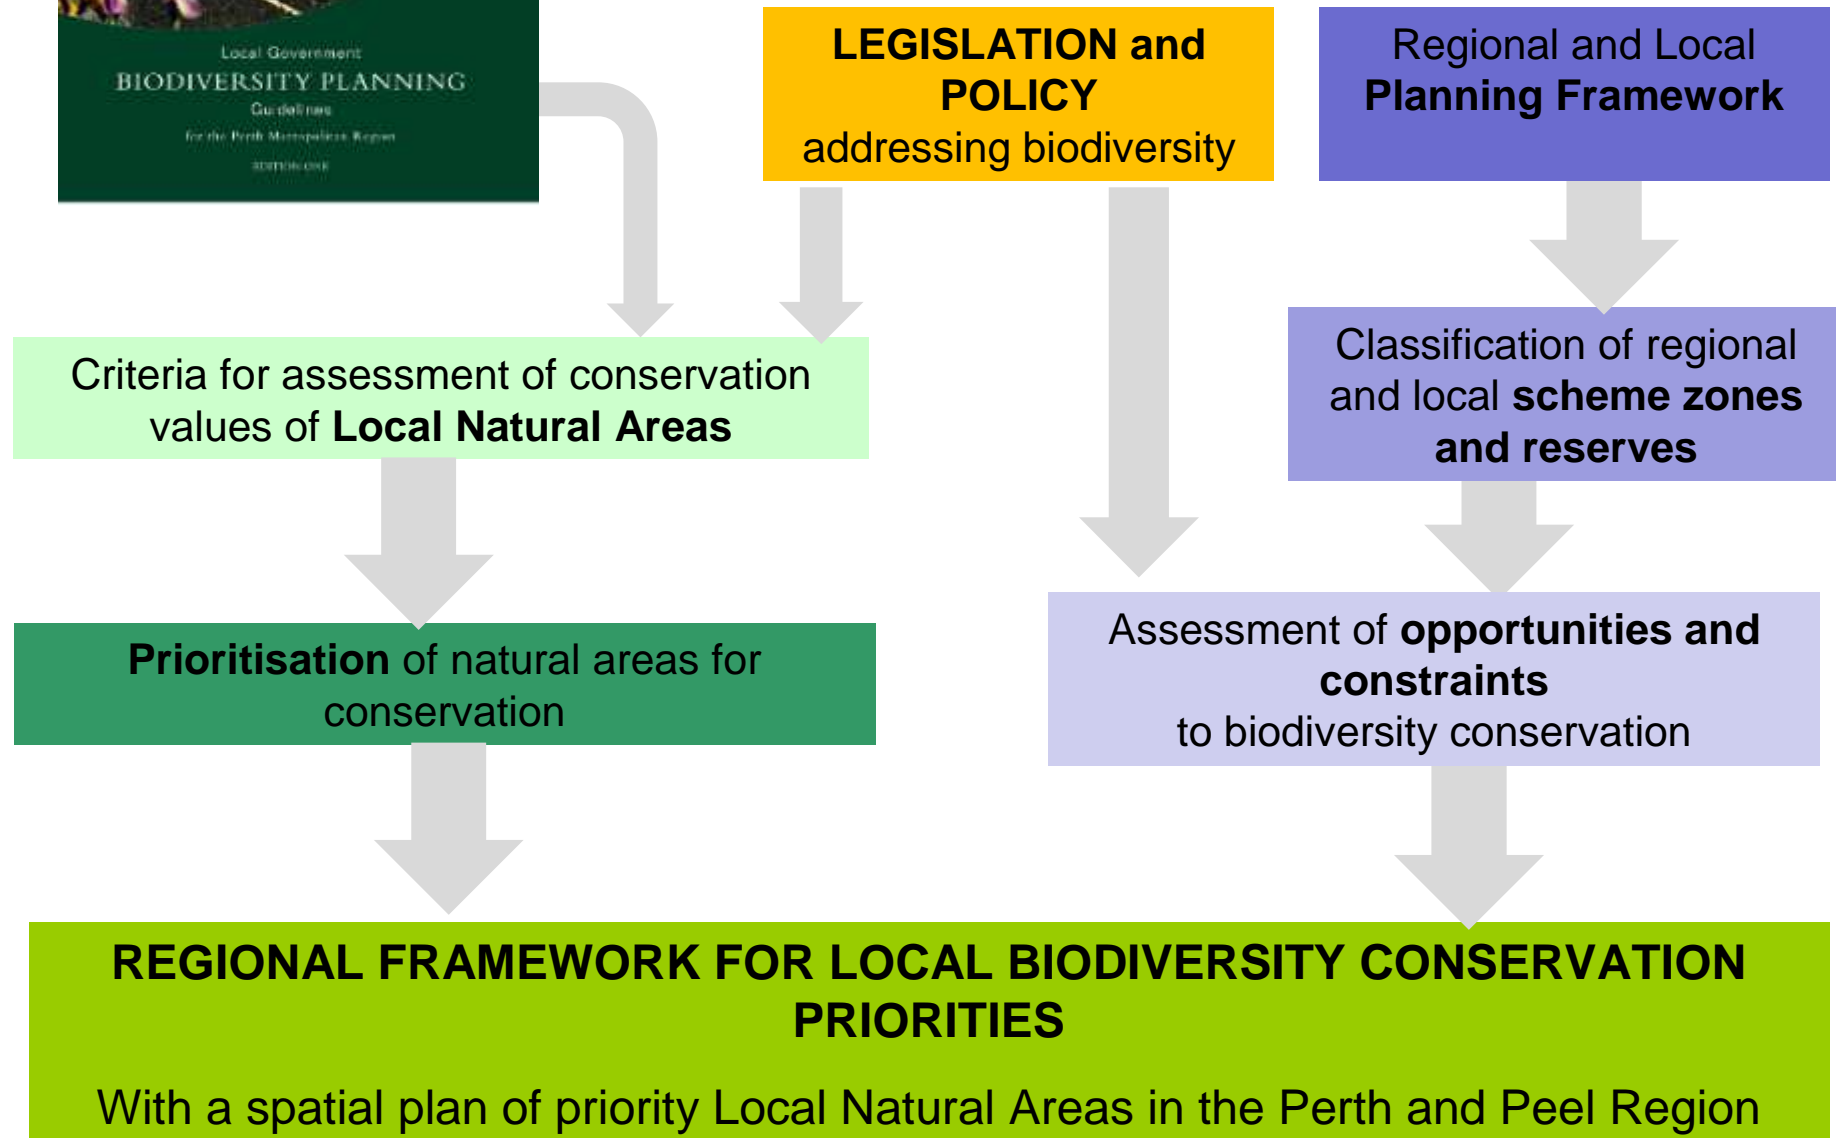 Local Government
BIODIVERSITY PLANNING
Guidelines
for the Perth Metropolitan Region
EDITION ONE
LEGISLATION and
POLICY
addressing biodiversity
Regional and Local
Planning Framework
Criteria for assessment of conservation
values of Local Natural Areas
Classification of regional
and local scheme zones
and reserves
Prioritisation of natural areas for
conservation
Assessment of opportunities and
constraints
to biodiversity conservation
REGIONAL FRAMEWORK FOR LOCAL BIODIVERSITY CONSERVATION
PRIORITIES
With a spatial plan of priority Local Natural Areas in the Perth and Peel Region